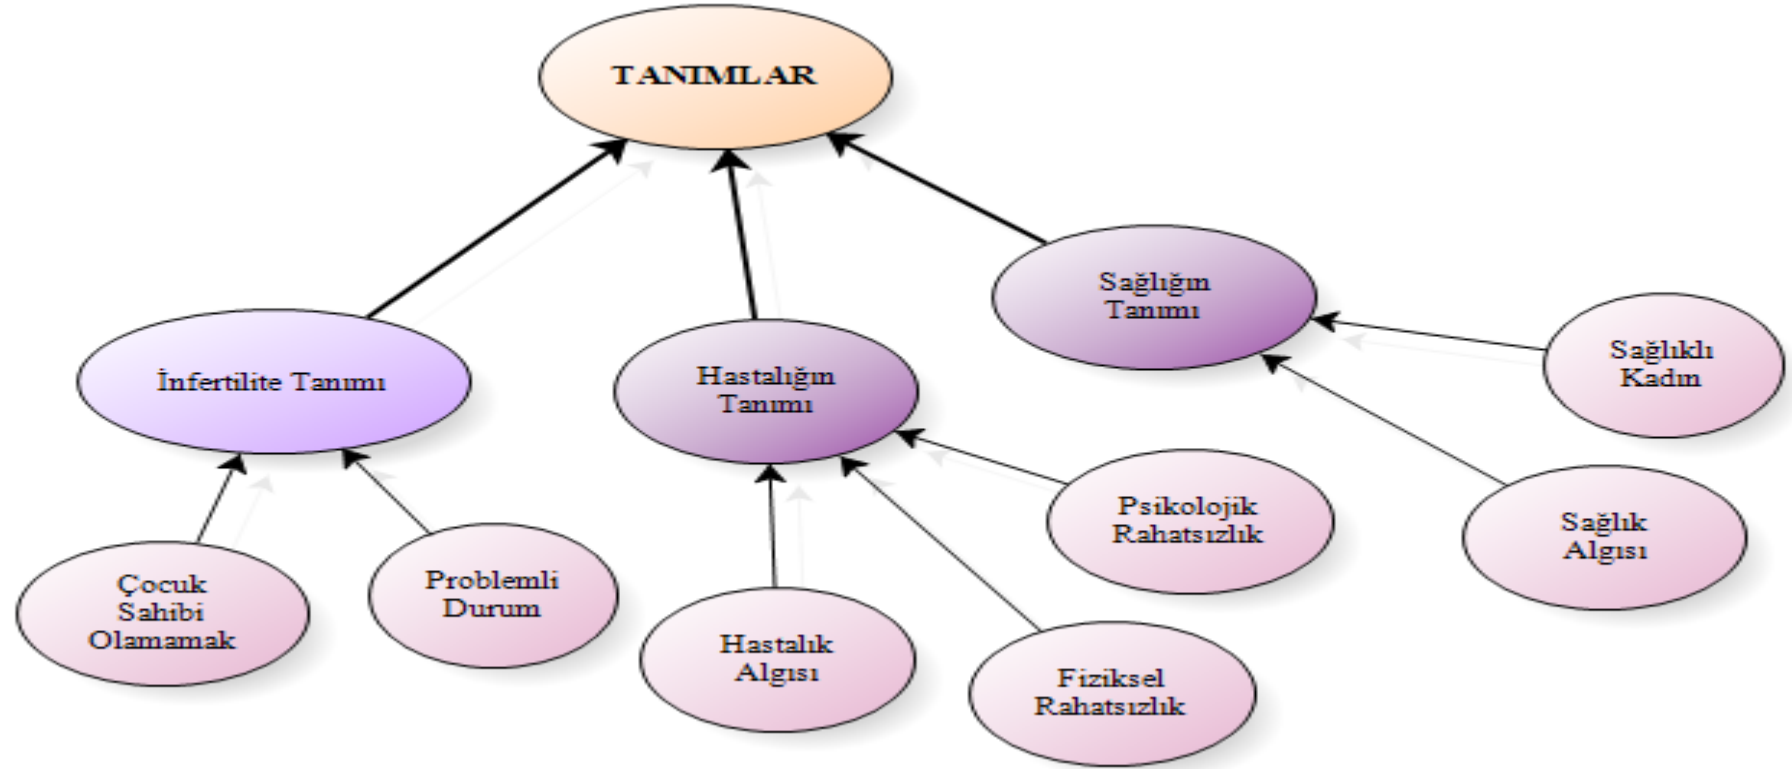 TANIMLAR
Sağlığın
Tanımı
İnfertilite Tanımı
Hastalığın
Tanımı
Sağlıklı
Kadın
Çocuk
Sahibi
Olamamak
Problemli
Durum
Hastalık
Algısı
Fiziksel
Rahatsızlık
Psikolojik
Rahatsızlık
Sağlık
Algısı